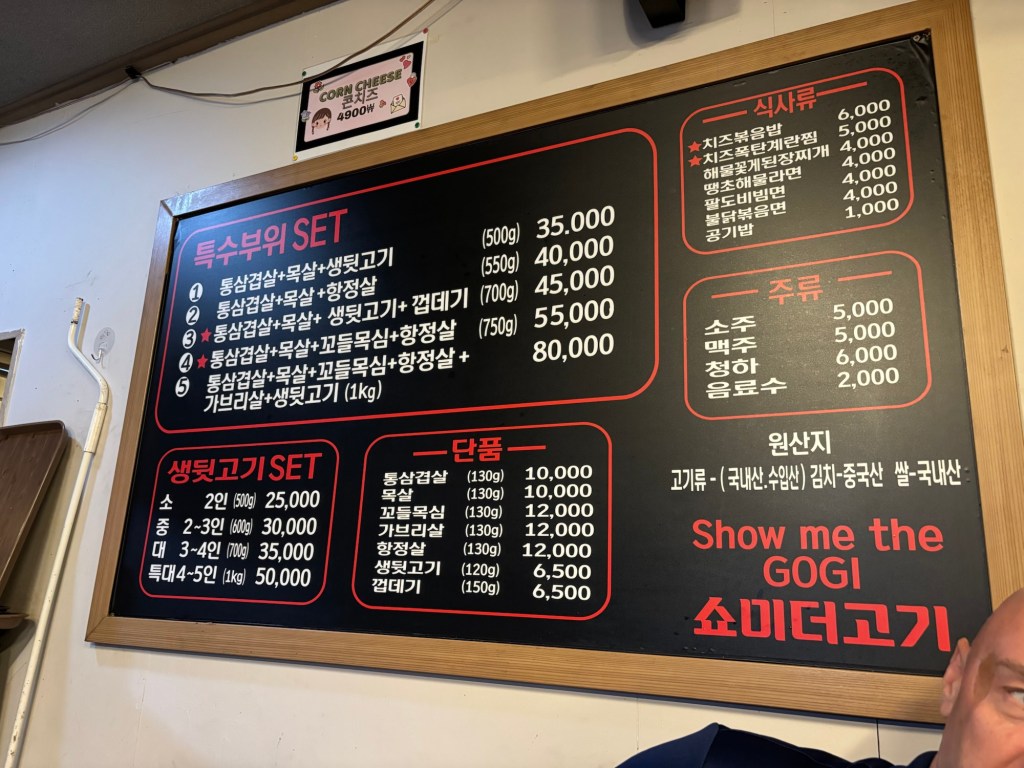 CORN CHEESE
콘치즈
4900₩
특수부위 SET
❶ 통삼겹살+목살+생뒷고기 (500g) 35.000
❷ 통삼겹살+목살+항정살 (550g) 40,000
❸ ★통삼겹살+목살+ 생뒷고기+ 껍데기 (700g) 45,000
❹ ★통삼겹살+목살+꼬들목심+항정살 (750g) 55,000
❺ 통삼겹살+목살+꼬들목심+항정살 + 80,000
가브리살+생뒷고기 (1kg)
생뒷고기 SET
소 2인 (500g) 25,000
중 2~3인 (600g) 30,000
대 3~4인 (700g) 35,000
특대 4~5인 (1kg) 50,000
단품
통삼겹살 (130g) 10,000
목살 (130g) 10,000
꼬들목심 (130g) 12,000
가브리살 (130g) 12,000
항정살 (130g) 12,000
생뒷고기 (120g) 6,500
껍데기 (150g) 6,500
식사류
★치즈볶음밥 6,000
★치즈폭탄계란찜 5,000
해물꽃게된장찌개 4,000
땡초해물라면 4,000
팔도비빔면 4,000
불닭볶음면 4,000
공기밥 1,000
주류
소주 5,000
맥주 5,000
청하 6,000
음료수 2,000
원산지
고기류 - ( 국내산.수입산 ) 김치-중국산 쌀-국내산
Show me the
GOGI
쇼미더고기